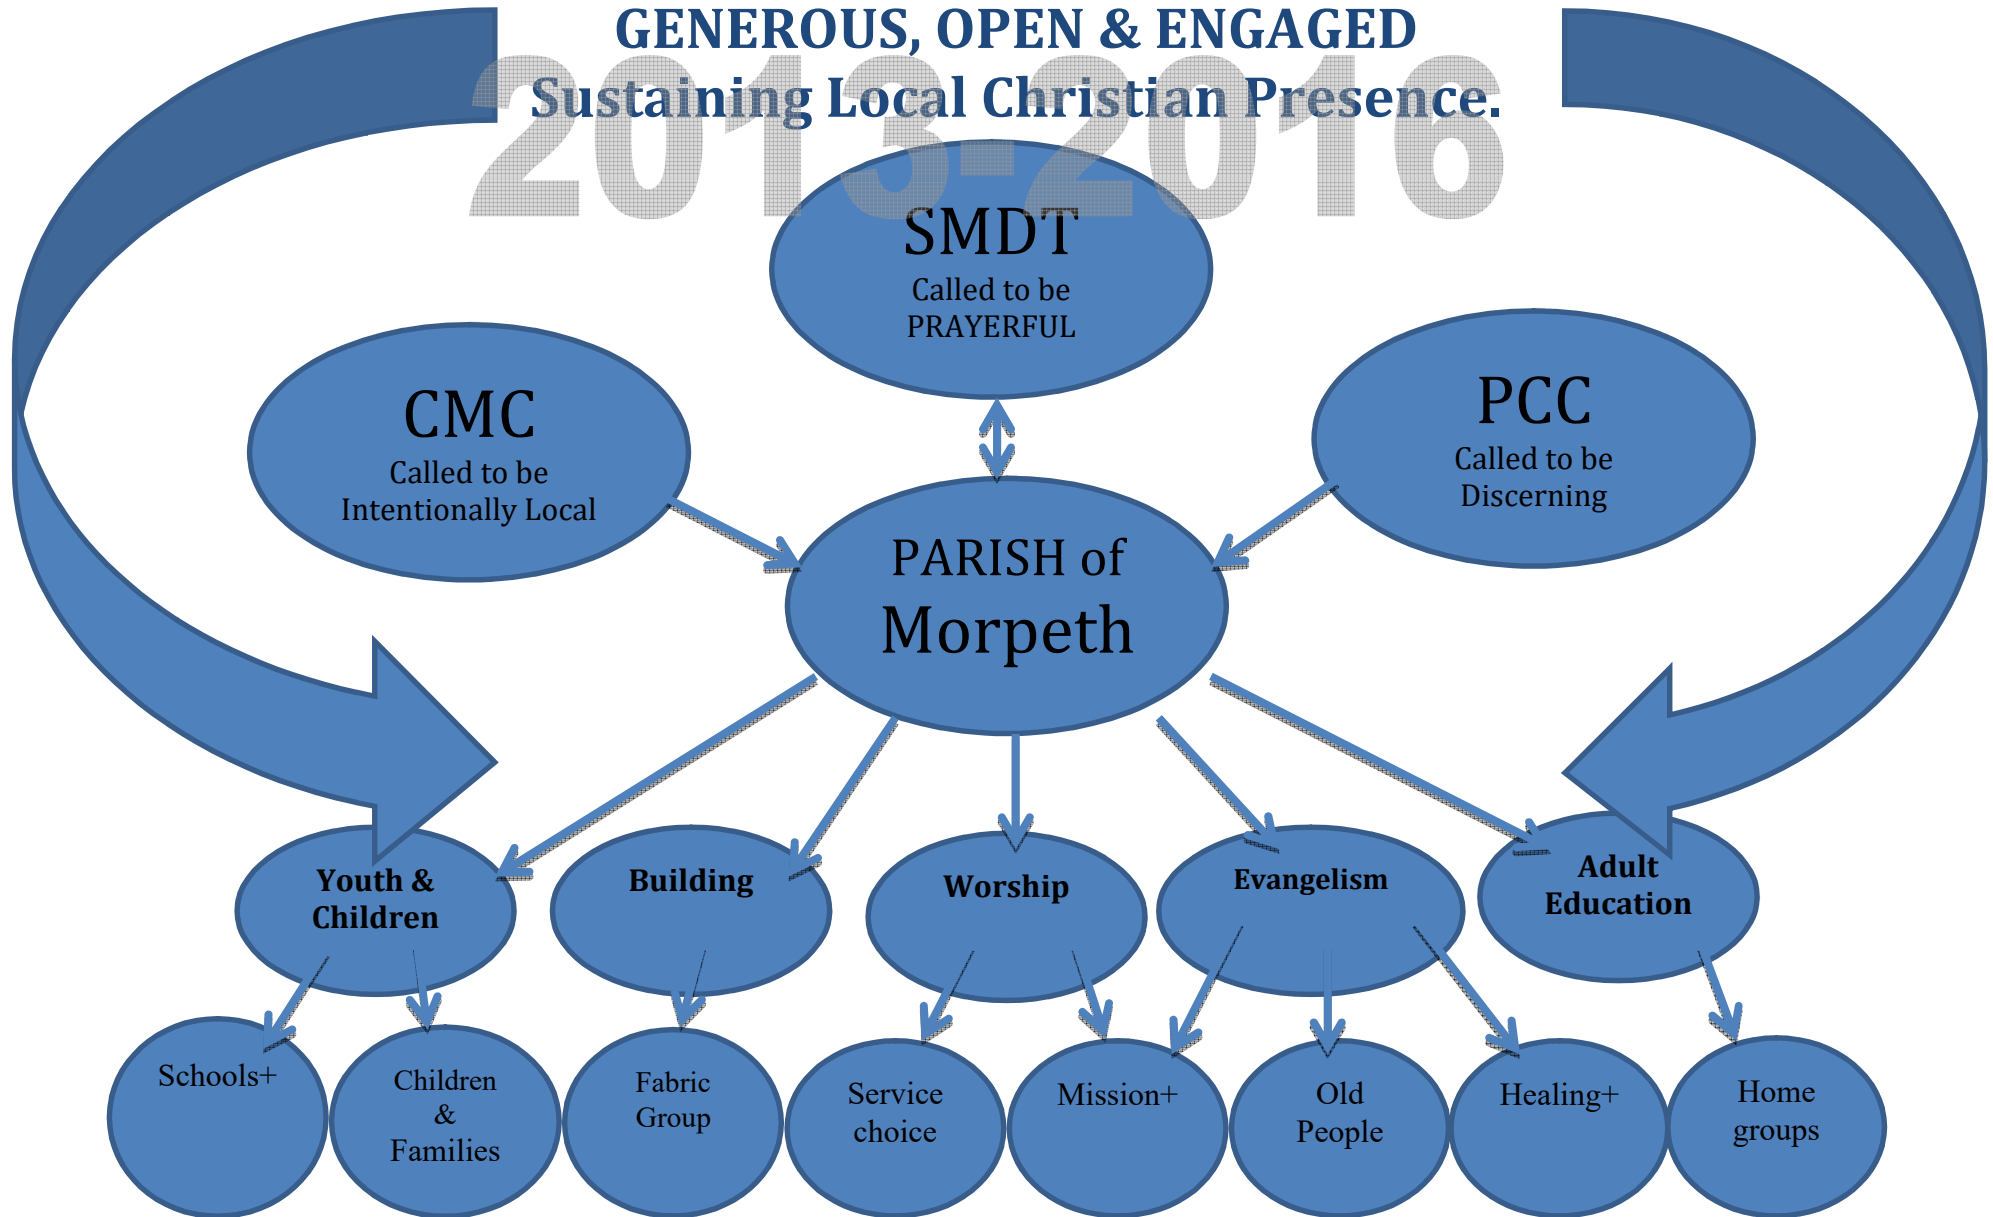 GENEROUS, OPEN & ENGAGED
Sustaining Local Christian Presence.
2013-2016
SMDT
Called to be
PRAYERFUL
CMC
Called to be
Intentionally Local
PCC
Called to be
Discerning
PARISH of
Morpeth
Youth &
Children
Building
Worship
Evangelism
Adult
Education
Schools+
Children
&
Families
Fabric
Group
Service
choice
Mission+
Old
People
Healing+
Home
groups